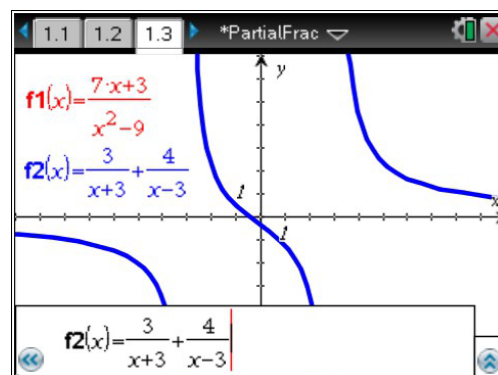 1.1 1.2 1.3 *PartialFrac
y
f1(x)=(7·x+3)/(x²−9)
f2(x)=3/(x+3)+4/(x−3)
1
x
1
f2(x)=3/(x+3)+4/(x−3)